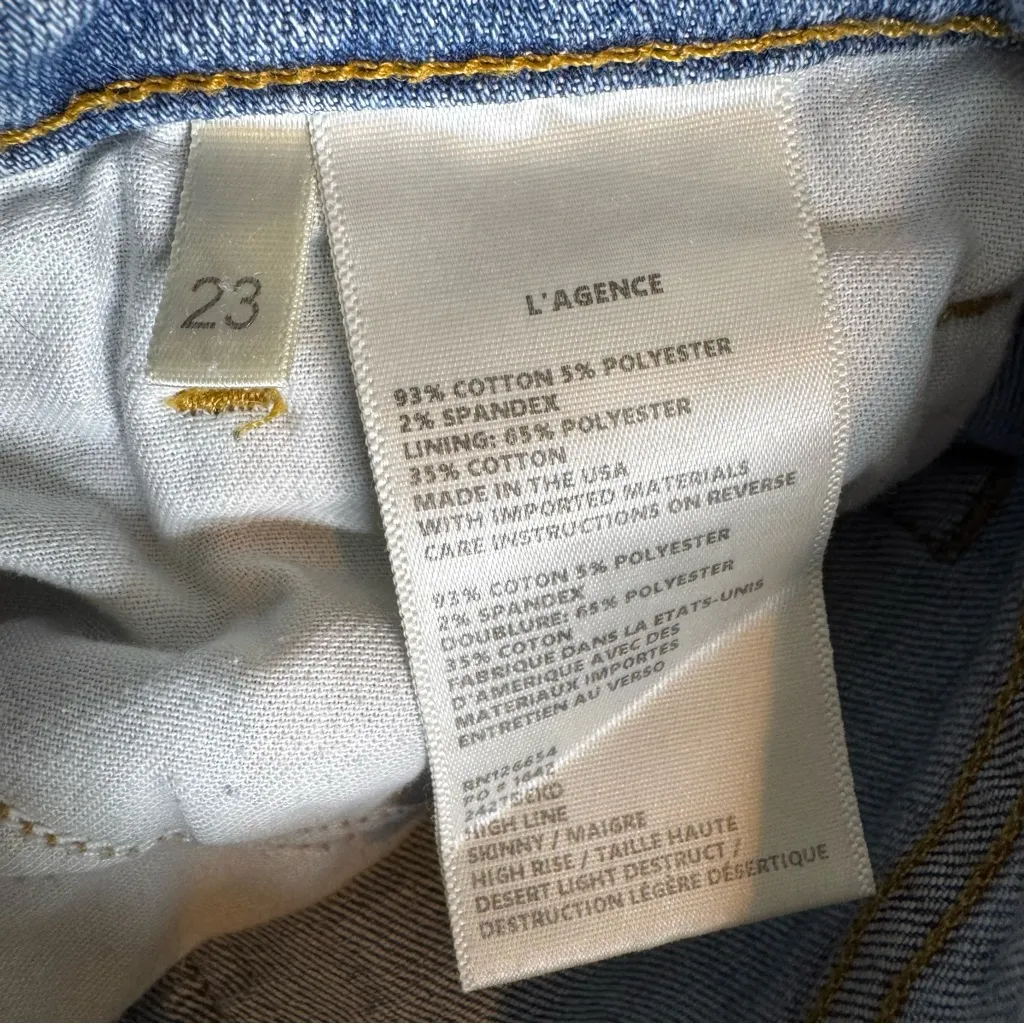 23
L'AGENCE
93% COTTON 5% POLYESTER
2% SPANDEX
LINING: 65% POLYESTER
35% COTTON
MADE IN THE USA
WITH IMPORTED MATERIALS
CARE INSTRUCTIONS ON REVERSE
93% COTON 5% POLYESTER
2% SPANDEX
DOUBLURE: 65% POLYESTER
35% COTON
FABRIQUE DANS LA ETATS-UNIS
D'AMERIQUE AVEC DES
MATERIAUX IMPORTES
ENTRETIEN AU VERSO
RN126654
PO #
HIGH LINE
SKINNY / MAIGRE
HIGH RISE / TAILLE HAUTE
DESERT LIGHT DESTRUCT /
DESTRUCTION LÉGÈRE DÉSERTIQUE